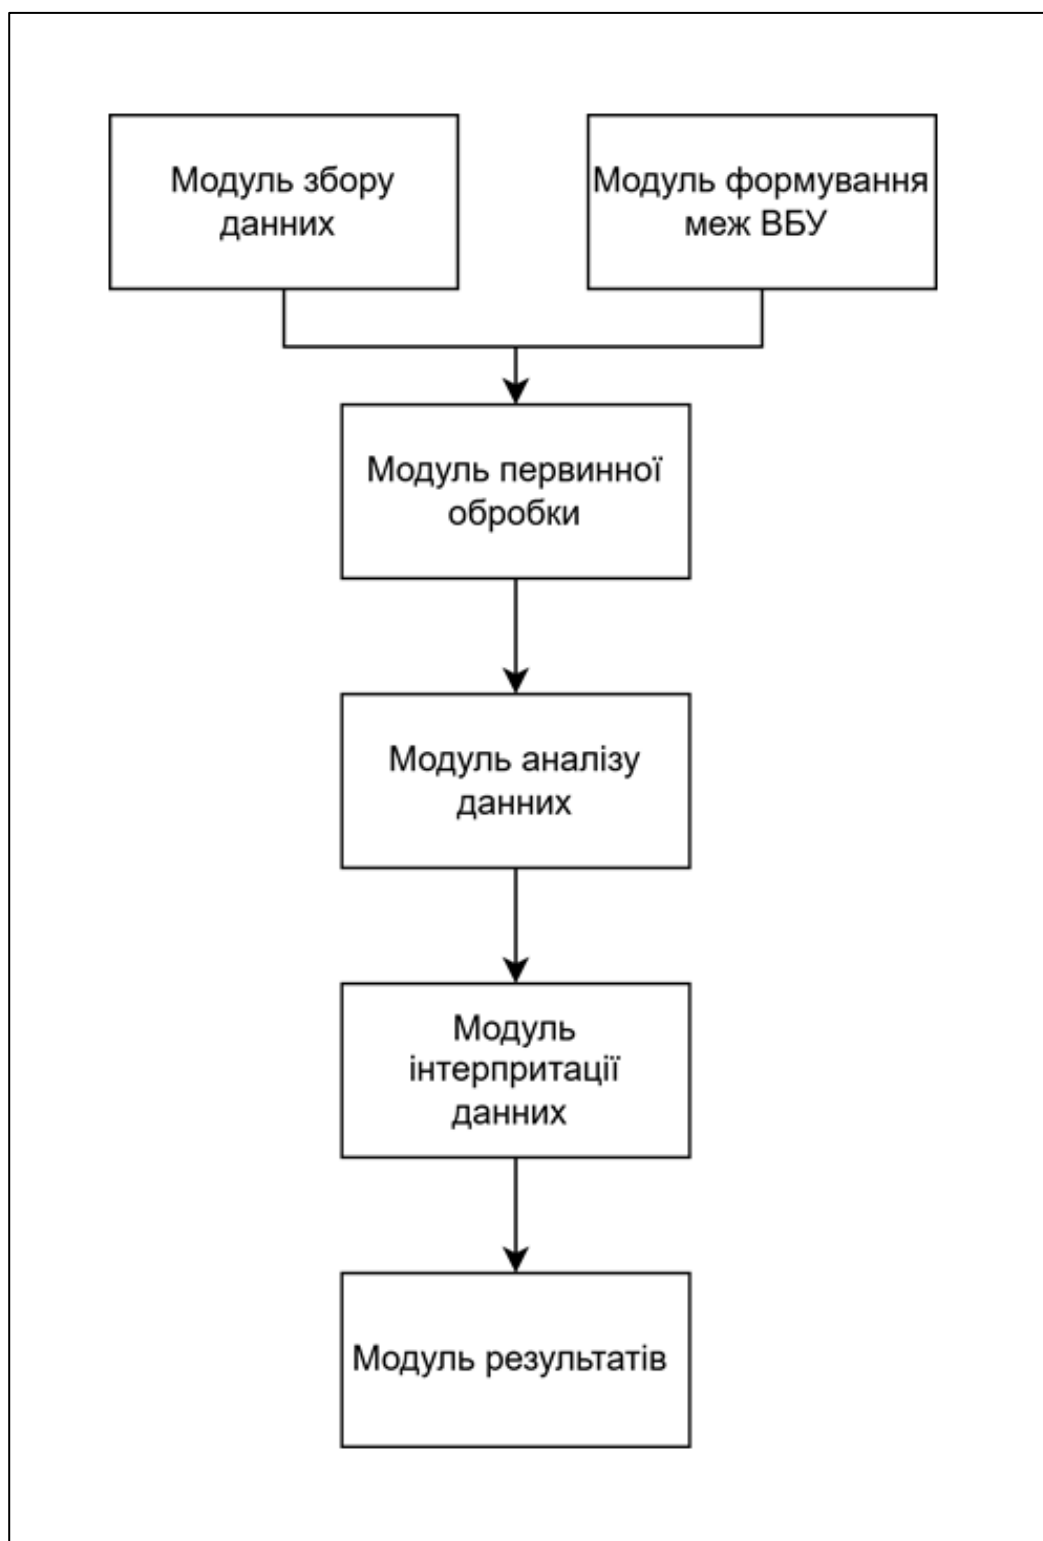 Модуль збору
данних
Модуль формування
меж ВБУ
Модуль первинної
обробки
Модуль аналізу
данних
Модуль
інтерпритації
данних
Модуль результатів